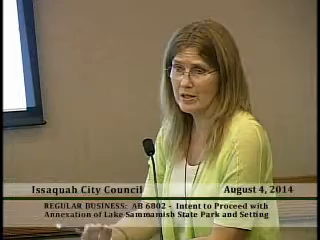 Issaquah City Council August 4, 2014
REGULAR BUSINESS: AB 6802 - Intent to Proceed with
Annexation of Lake Sammamish State Park and Setting